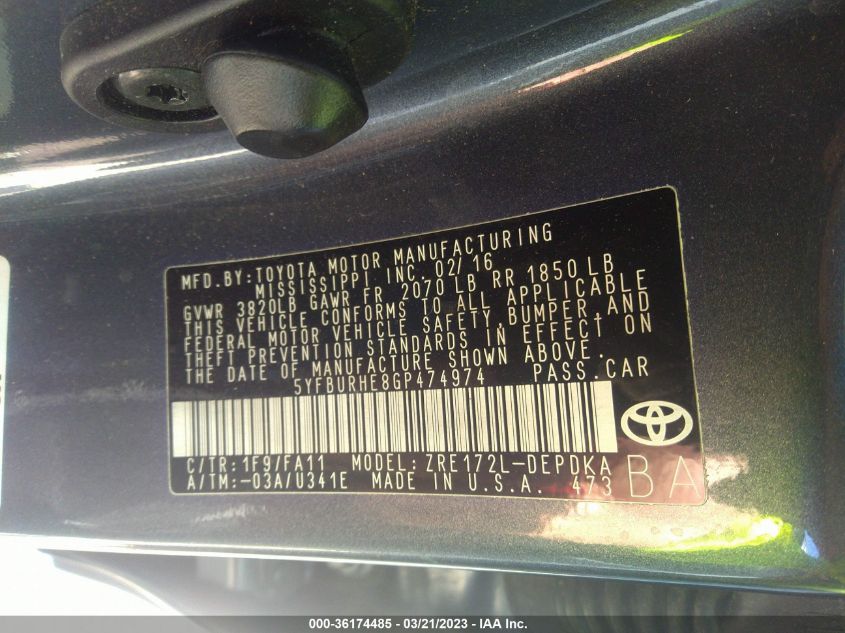 MFD.BY:TOYOTA MOTOR MANUFACTURING
MISSISSIPPI, INC. 02/16
GVWR 3820LB GAWR FR 2070 LB RR 1850 LB
THIS VEHICLE CONFORMS TO ALL APPLICABLE
FEDERAL MOTOR VEHICLE SAFETY,BUMPER,AND
THEFT PREVENTION STANDARDS IN EFFECT ON
THE DATE OF MANUFACTURE SHOWN ABOVE.
5YFBURHE8GP474974 PASS.CAR
C/TR:1F9/FA11 MODEL: ZRE172L-DEPDKA
A/TM:-03A/U341E MADE IN U.S.A. 473 BA
000-36174485 - 03/21/2023 - © IAA Inc.